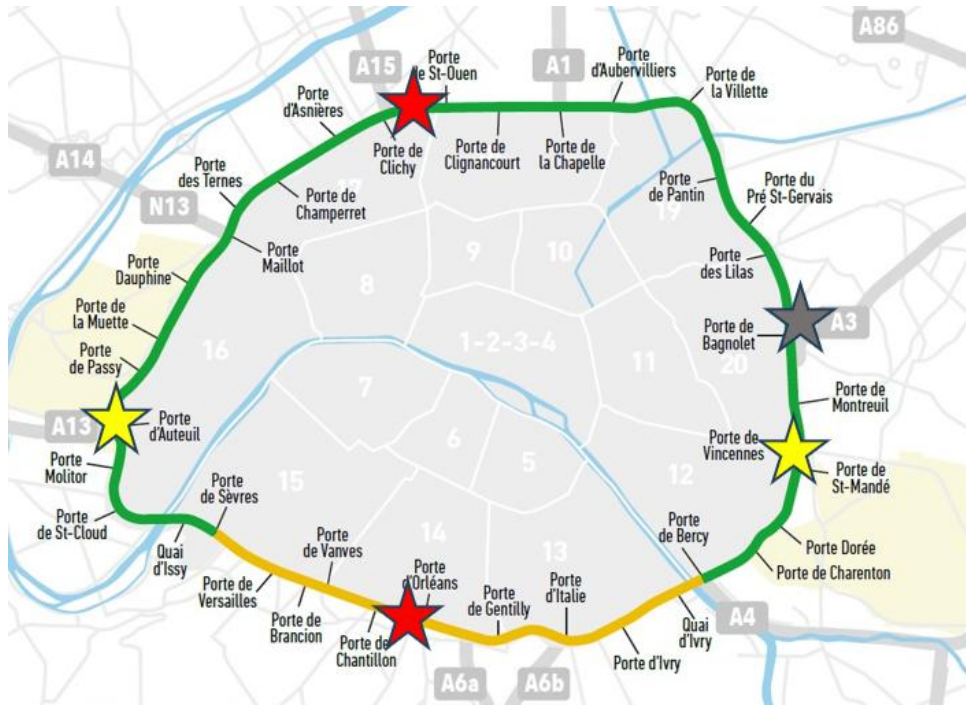 A86
A15
Porte
de St-Ouen
A1
Porte
d'Aubervilliers
Porte de
la Villette
Porte
d'Asnières
Porte de
Clichy
Porte de
Clignancourt
Porte de
la Chapelle
A14
Porte
des Ternes
Porte de
Champerret
17
Porte
de Pantin
19
Porte du
Pré St-Gervais
N13
Porte
Maillot
Porte
Dauphine
8
9
10
Porte
des Lilas
Porte de
la Muette
Porte
de Passy
16
1-2-3-4
11
20
Porte de
Bagnolet
A3
7
Porte de
Montreuil
A13
Porte
d'Auteuil
6
5
12
Porte de
Vincennes
Porte de
St-Mandé
Porte
Molitor
15
Porte
de Sèvres
Porte
de St-Cloud
Quai
d'Issy
14
13
Porte
de Bercy
Porte Dorée
Porte de Charenton
Porte de
Versailles
Porte
de Vanves
Porte de
Brancion
Porte
d'Orléans
Porte de
Chantillon
Porte
de Gentilly
Porte
d'Italie
Porte d'Ivry
Quai
d'Ivry
A4
A6a
A6b